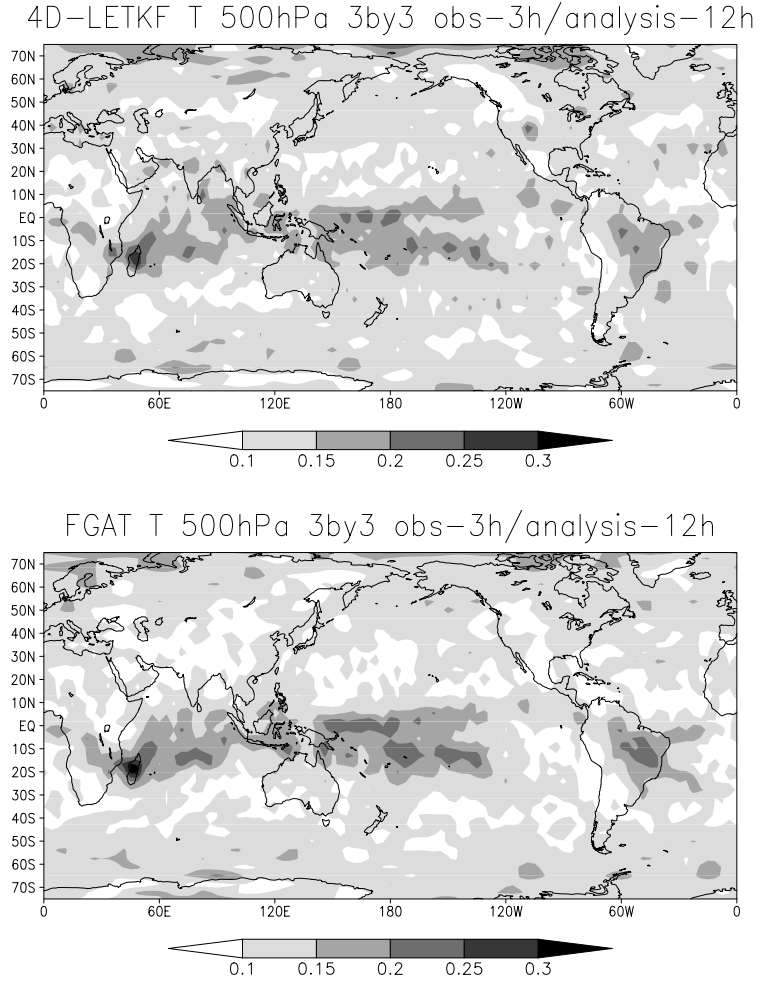 4D-LETKF T 500hPa 3by3 obs-3h/analysis-12h
70N
60N
50N
40N
30N
20N
10N
EQ
10S
20S
30S
40S
50S
60S
70S
0 60E 120E 180 120W 60W 0
0.1 0.15 0.2 0.25 0.3
FGAT T 500hPa 3by3 obs-3h/analysis-12h
70N
60N
50N
40N
30N
20N
10N
EQ
10S
20S
30S
40S
50S
60S
70S
0 60E 120E 180 120W 60W 0
0.1 0.15 0.2 0.25 0.3